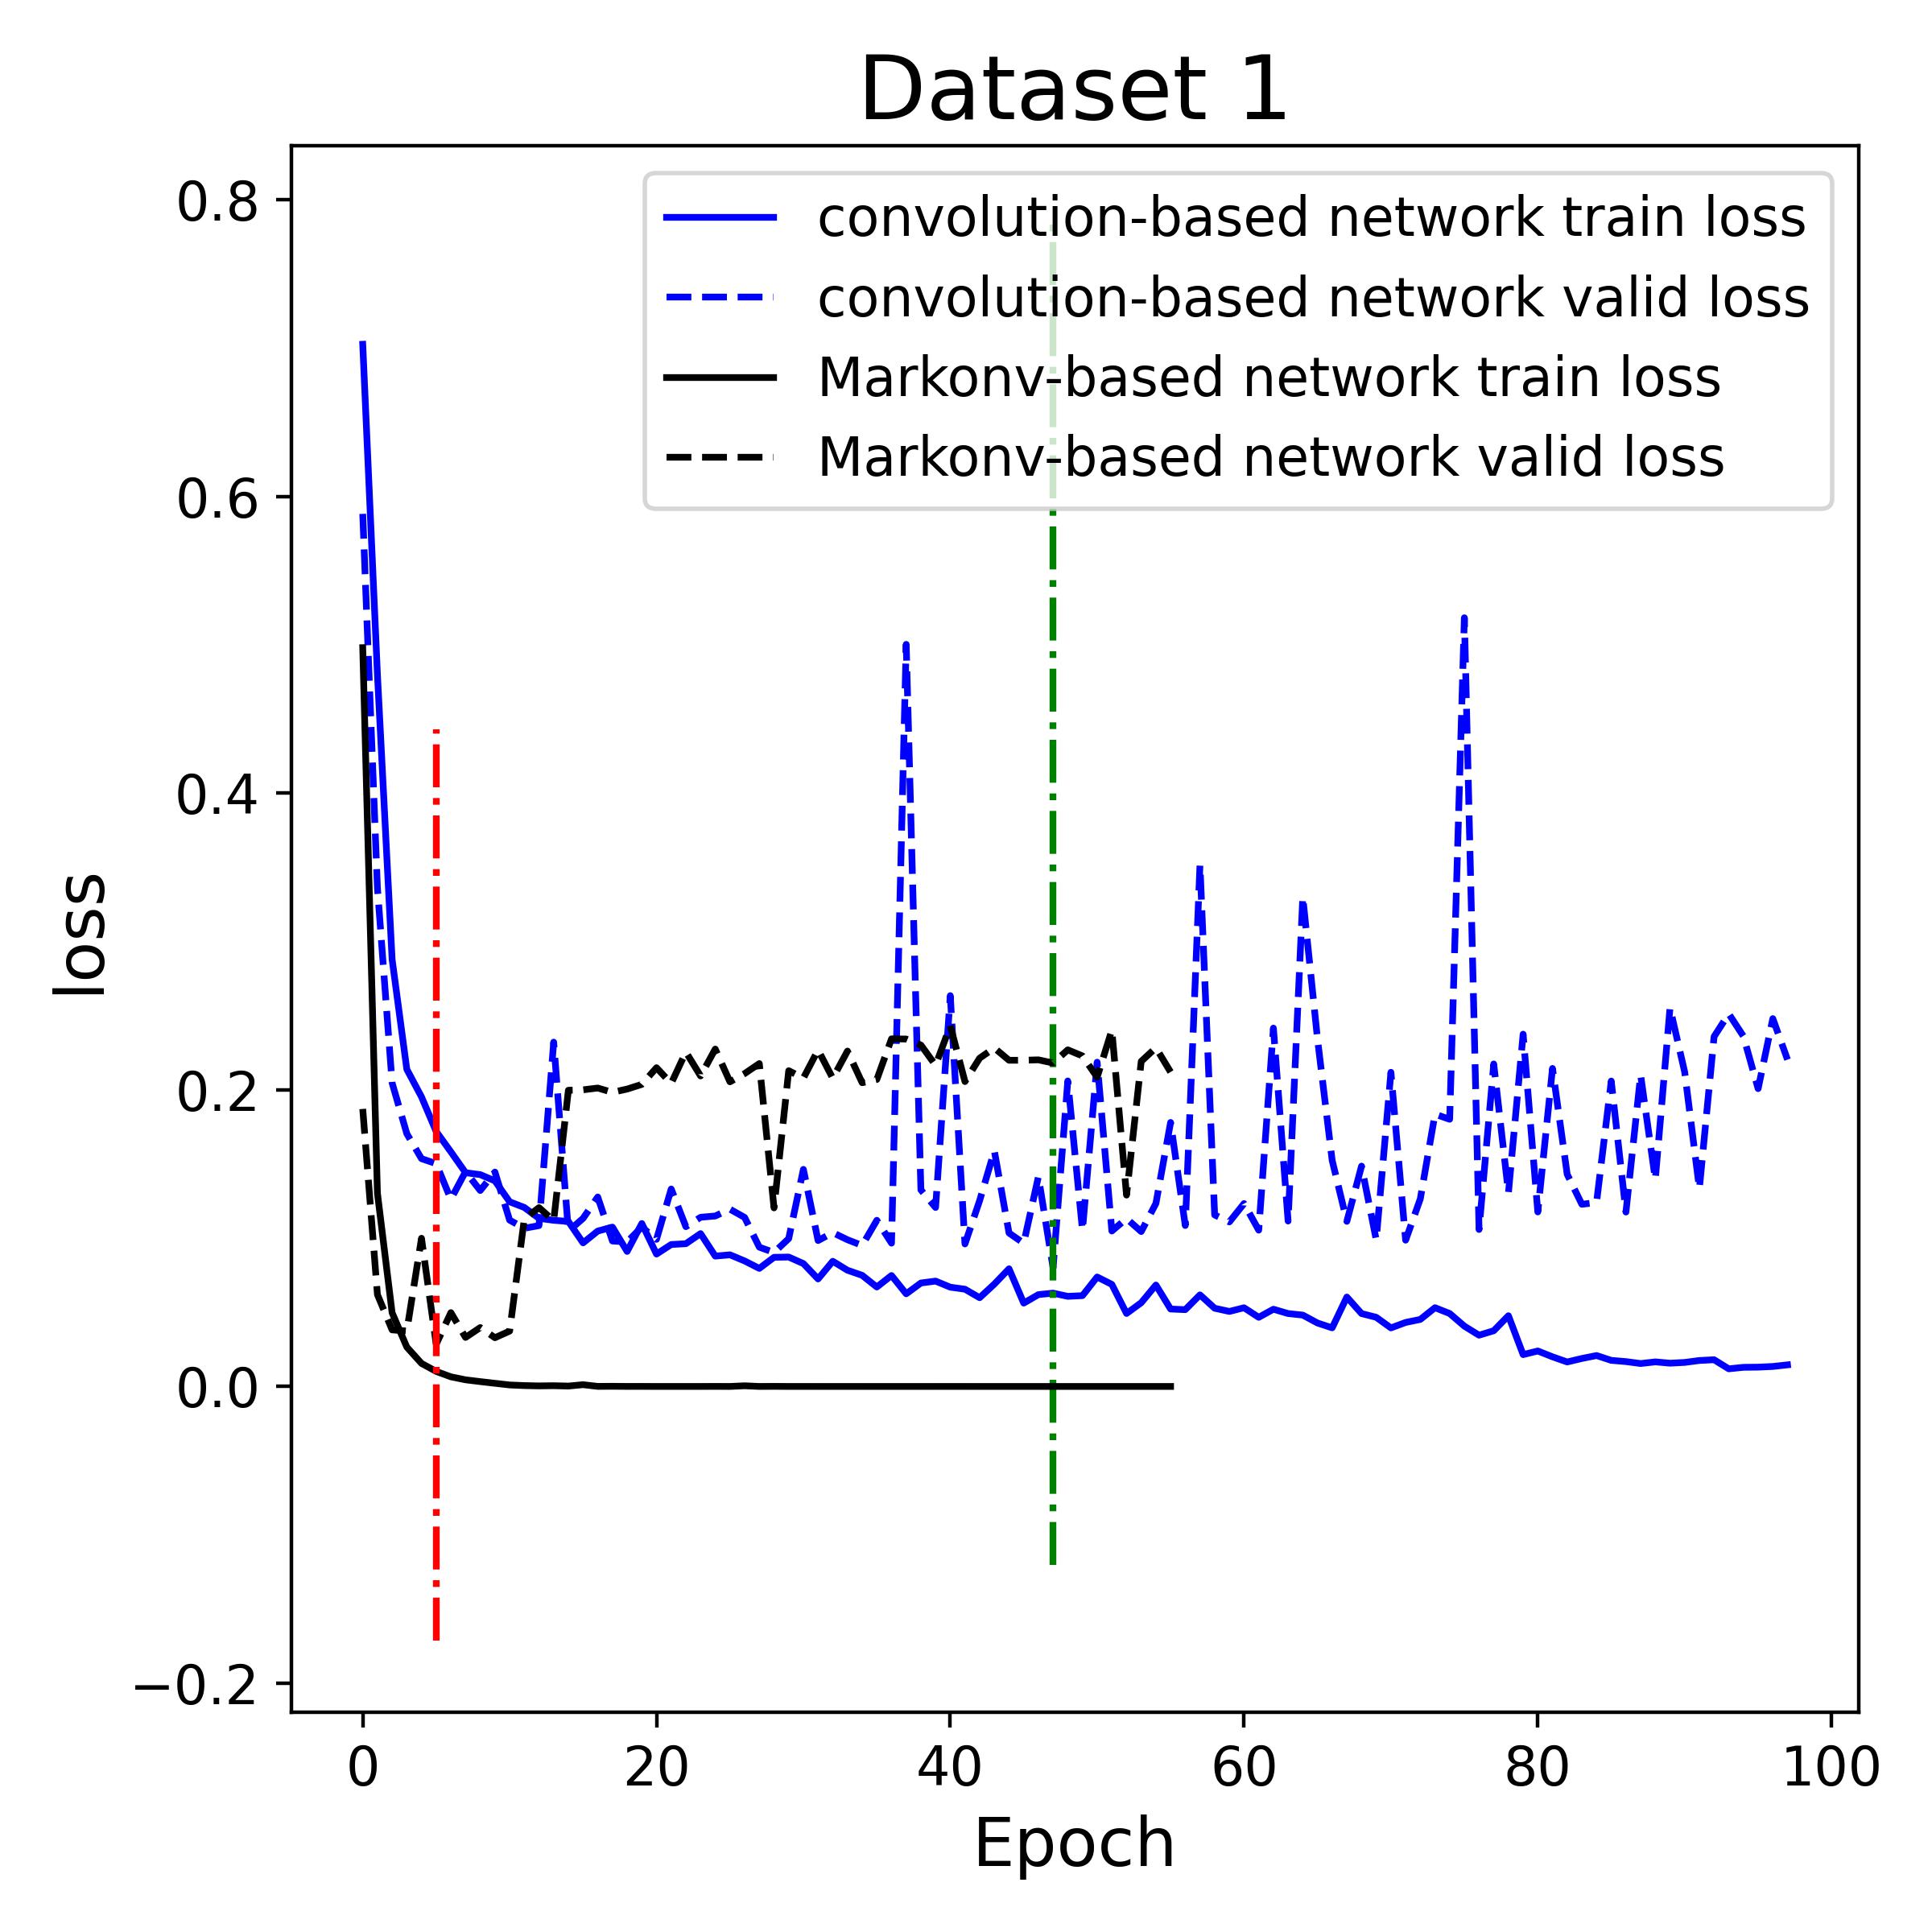 Dataset 1
0.8
0.6
0.4
0.2
0.0
−0.2
loss
convolution-based network train loss
convolution-based network valid loss
Markonv-based network train loss
Markonv-based network valid loss
0 20 40 60 80 100
Epoch